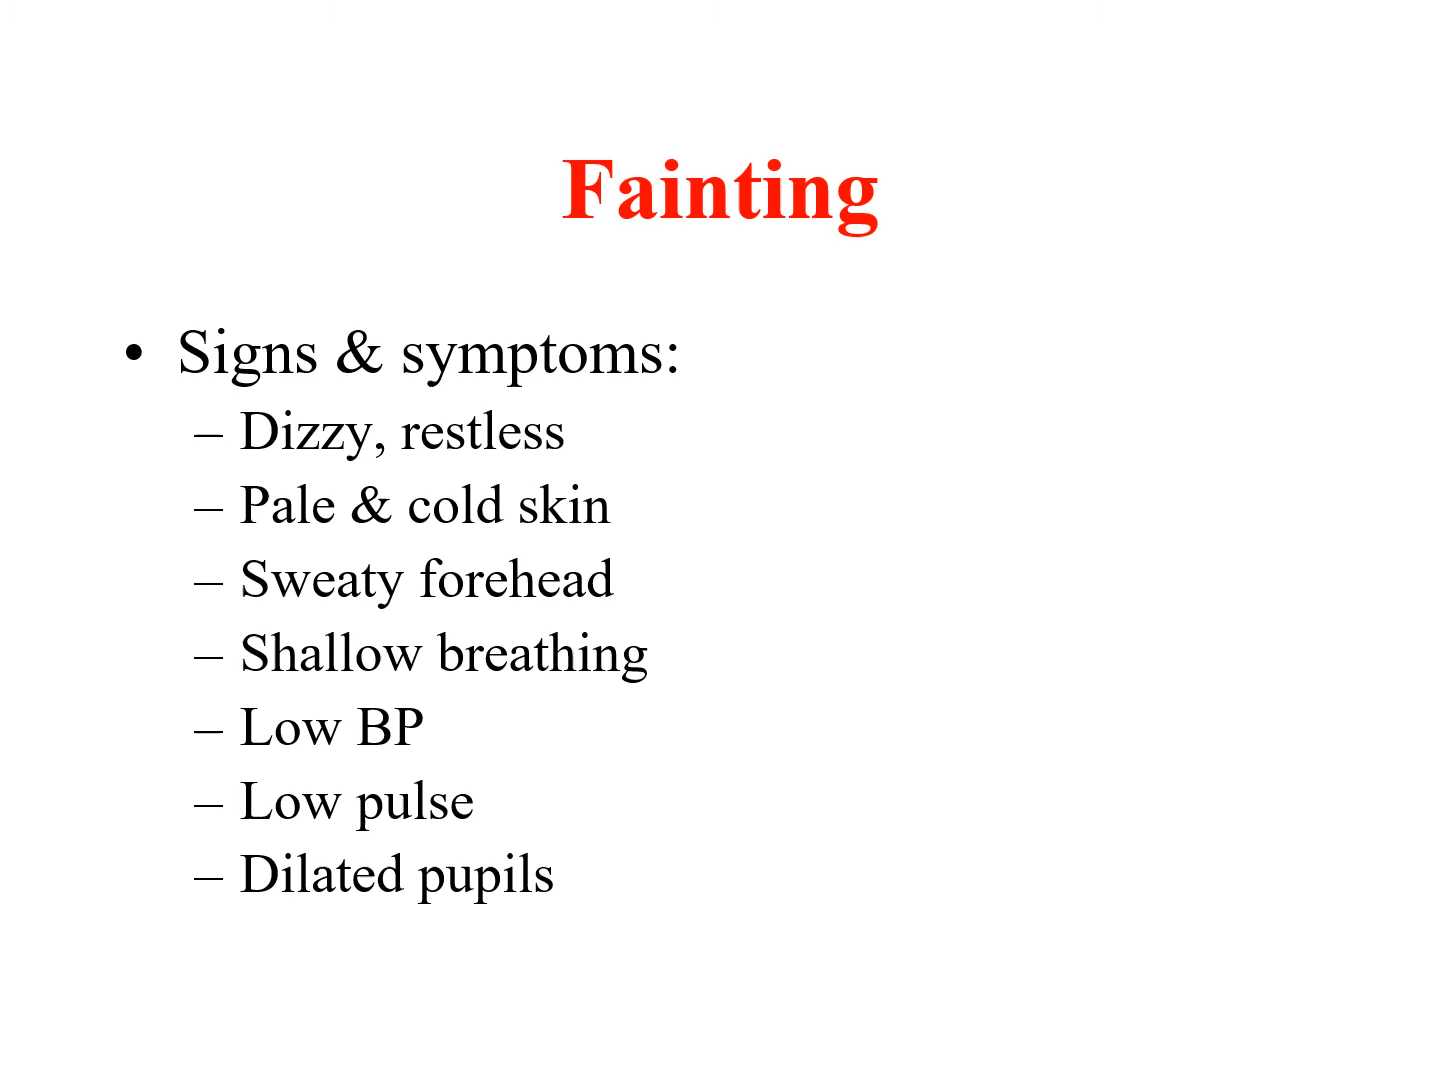 Fainting
• Signs & symptoms:
– Dizzy, restless
– Pale & cold skin
– Sweaty forehead
– Shallow breathing
– Low BP
– Low pulse
– Dilated pupils